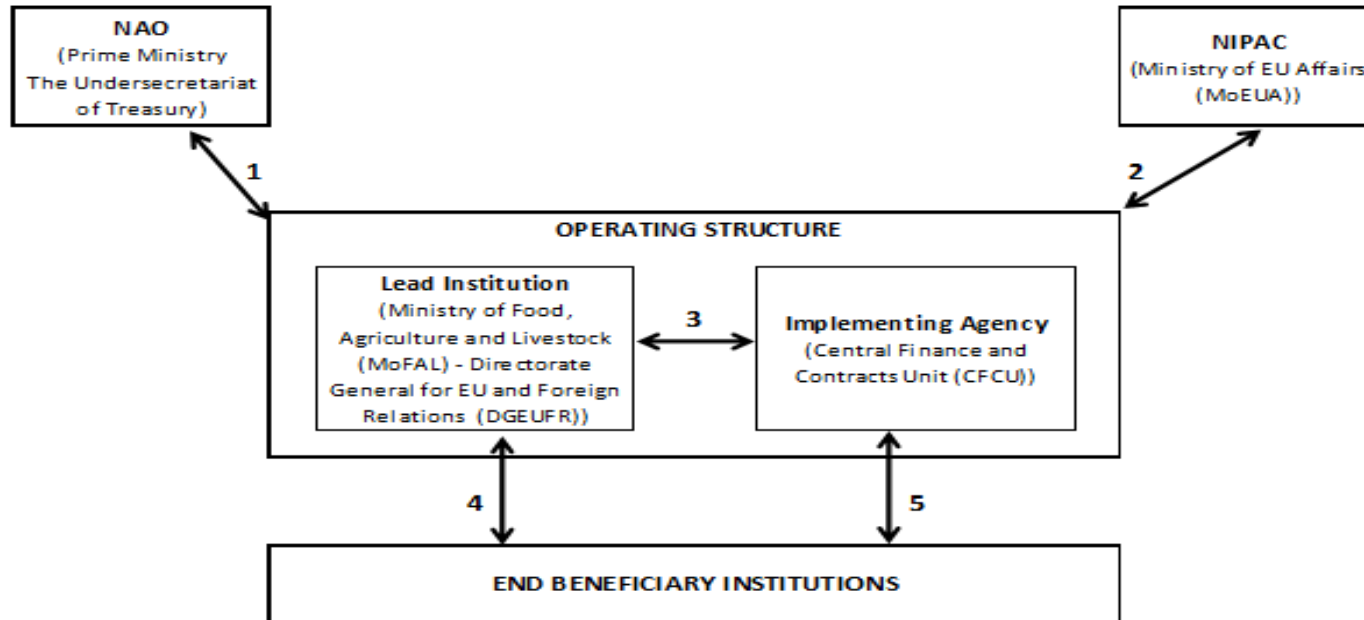 NAO
(Prime Ministry
The Undersecretariat
of Treasury)
NIPAC
(Ministry of EU Affairs
(MoEUA))
1
2
OPERATING STRUCTURE
Lead Institution
(Ministry of Food,
Agriculture and Livestock
(MoFAL) - Directorate
General for EU and Foreign
Relations (DGEUFR))
3
Implementing Agency
(Central Finance and
Contracts Unit (CFCU))
4
5
END BENEFICIARY INSTITUTIONS